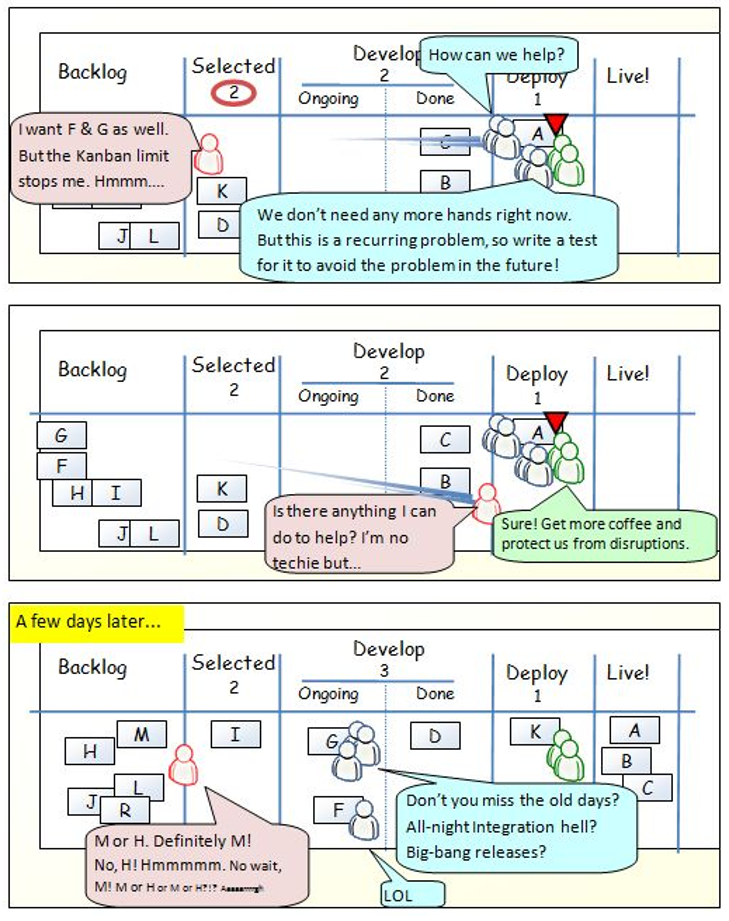 Backlog
Selected
2
Develop
2
Ongoing
Done
How can we help?
Deploy
1
Live!
I want F & G as well.
But the Kanban limit
stops me. Hmmm....
C
A
K
B
D
J L
We don't need any more hands right now.
But this is a recurring problem, so write a test
for it to avoid the problem in the future!
Backlog
Selected
2
Develop
2
Ongoing
Done
Deploy
1
Live!
G
C
A
F
H I
K
B
D
J L
Is there anything I can
do to help? I'm no
techie but...
Sure! Get more coffee and
protect us from disruptions.
A few days later...
Backlog
Selected
2
Develop
3
Ongoing
Done
Deploy
1
Live!
M
I
G
D
K
A
H
B
L
C
J
R
F
M or H. Definitely M!
No, H! Hmmmmm. No wait,
M! M or H or M or H?!?
Don't you miss the old days?
All-night Integration hell?
Big-bang releases?
LOL